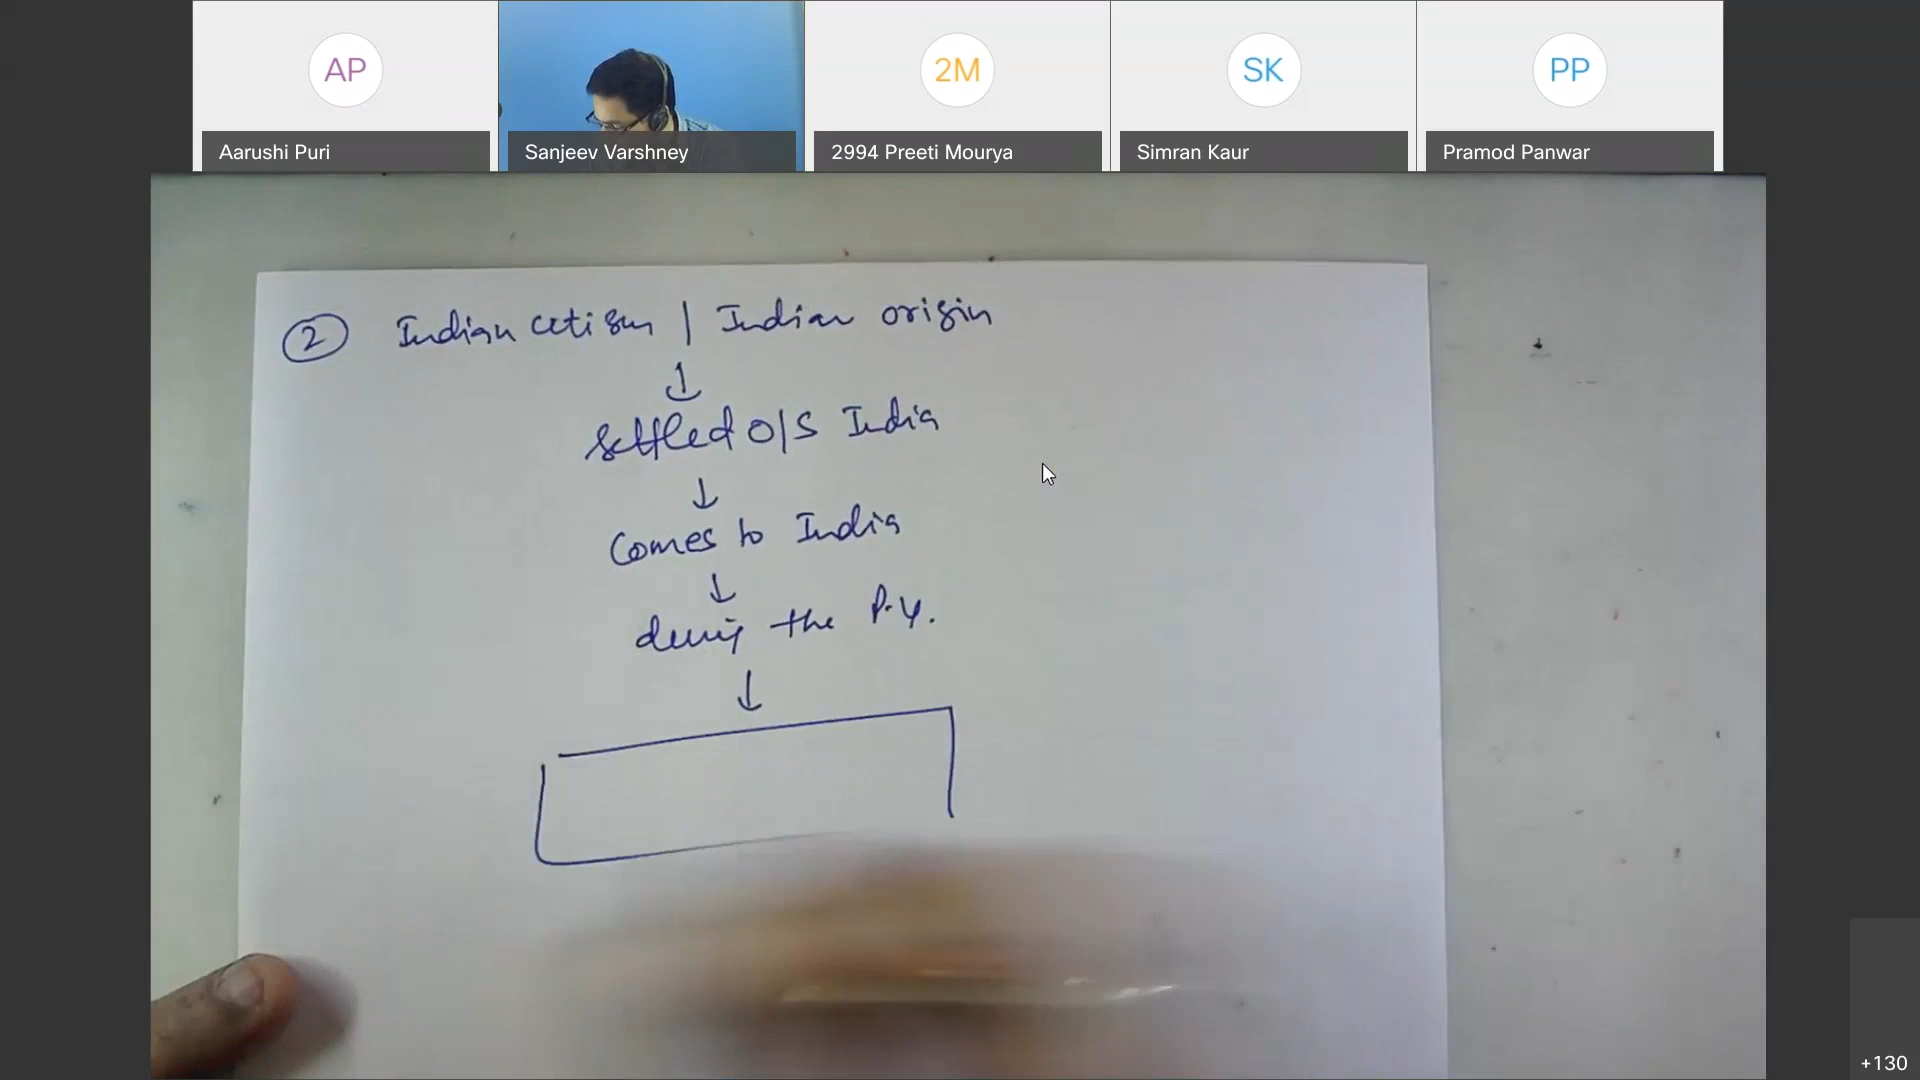 AP
2M
SK
PP
Aarushi Puri
Sanjeev Varshney
2994 Preeti Mourya
Simran Kaur
Pramod Panwar
② Indian citizen | Indian origin
↓
settled o/s India
↓
Comes to India
↓
during the P.Y.
↓
+130